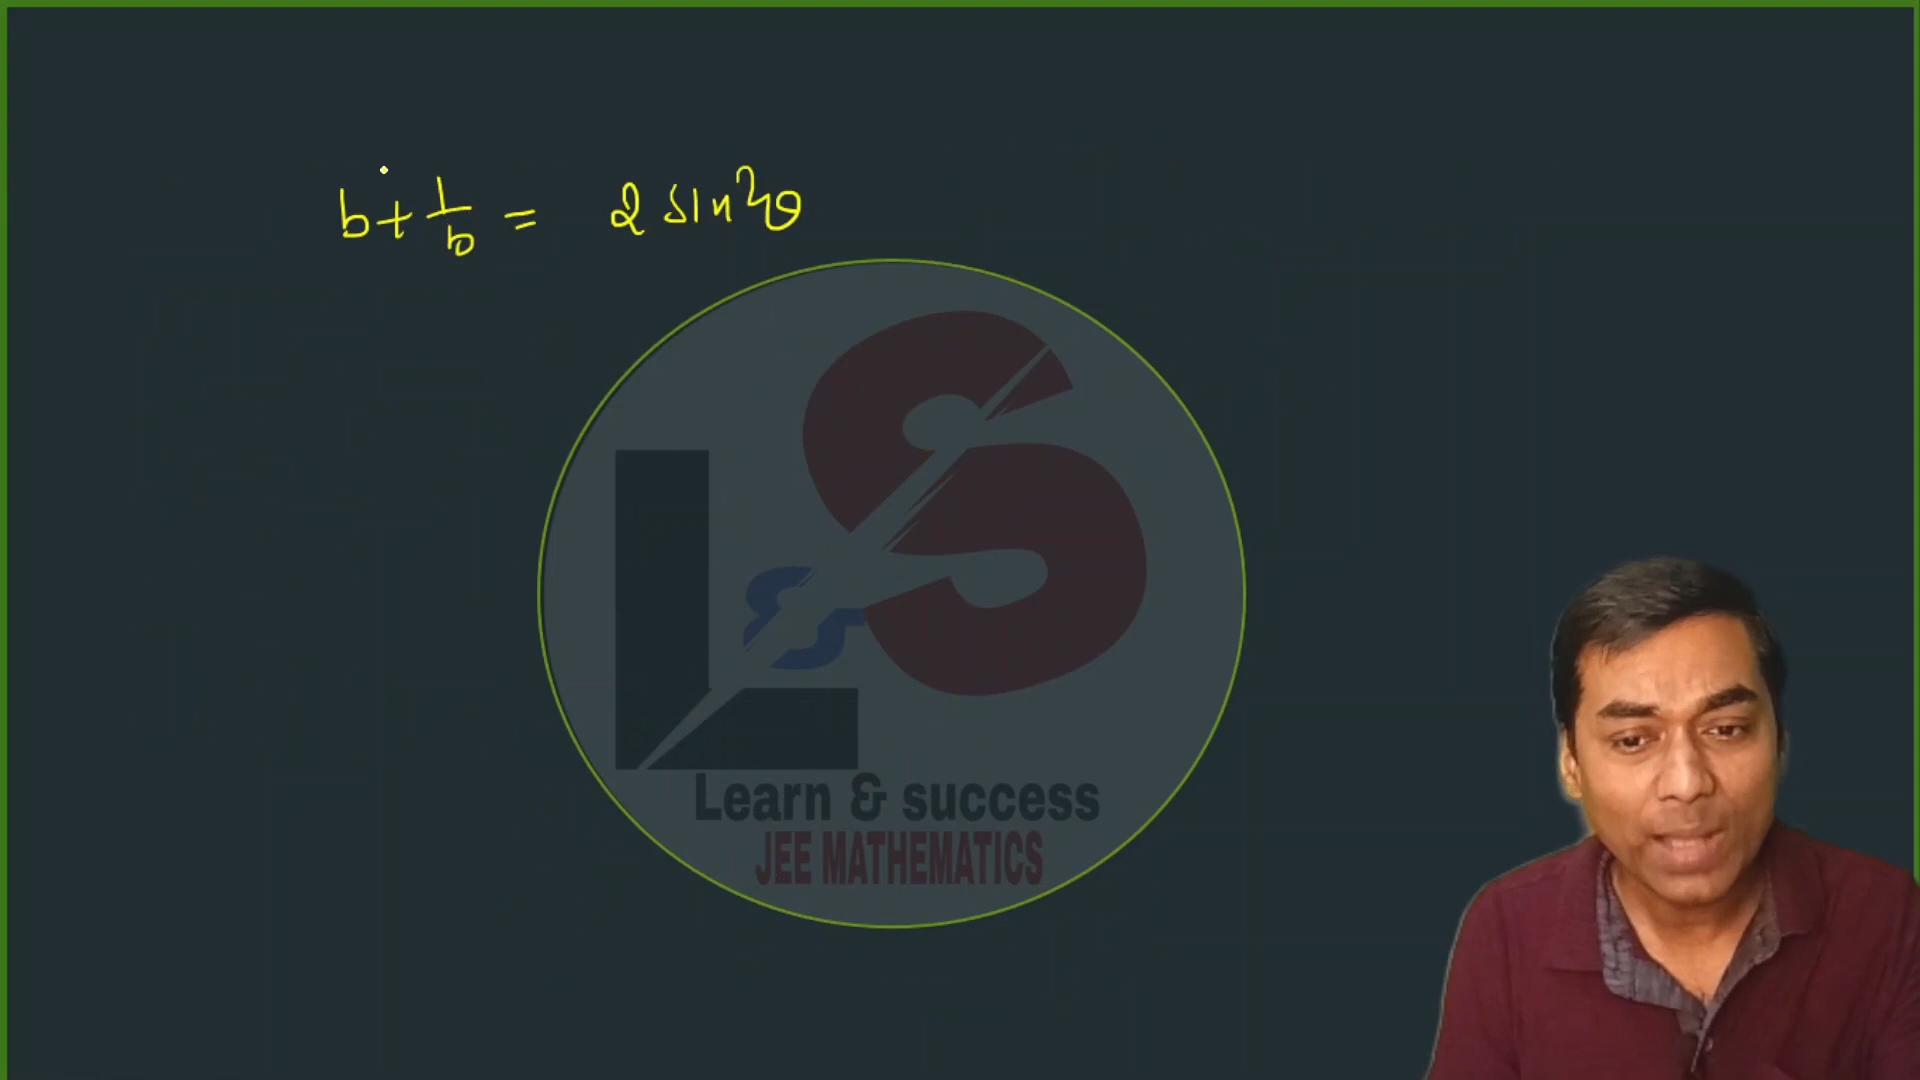 b + 1/b = 2 sin²θ
L & S
Learn & success
JEE MATHEMATICS